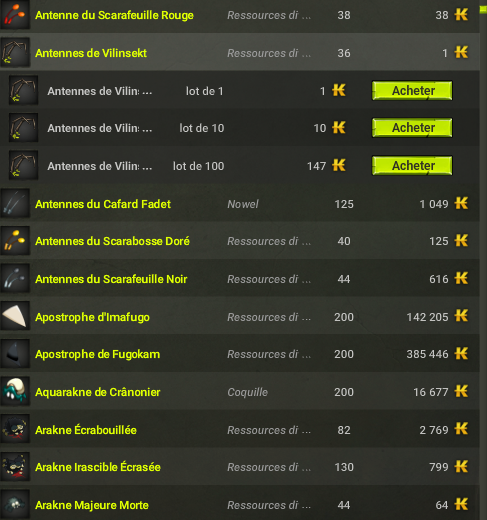 Antenne du Scarafeuille Rouge Ressources di ... 38 38
Antennes de Vilinsekt Ressources di ... 36 1
Antennes de Vilin: ... lot de 1 1 Acheter
Antennes de Vilin: ... lot de 10 10 Acheter
Antennes de Vilin: ... lot de 100 147 Acheter
Antennes du Cafard Fadet Nowel 125 1 049
Antennes du Scarabosse Doré Ressources di ... 40 125
Antennes du Scarafeuille Noir Ressources di ... 44 616
Apostrophe d'Imafugo Ressources di ... 200 142 205
Apostrophe de Fugokam Ressources di ... 200 385 446
Aquarakne de Crânonier Coquille 200 16 677
Arakne Écrabouillée Ressources di ... 82 2 769
Arakne Irascible Écrasée Ressources di ... 130 799
Arakne Majeure Morte Ressources di ... 44 64